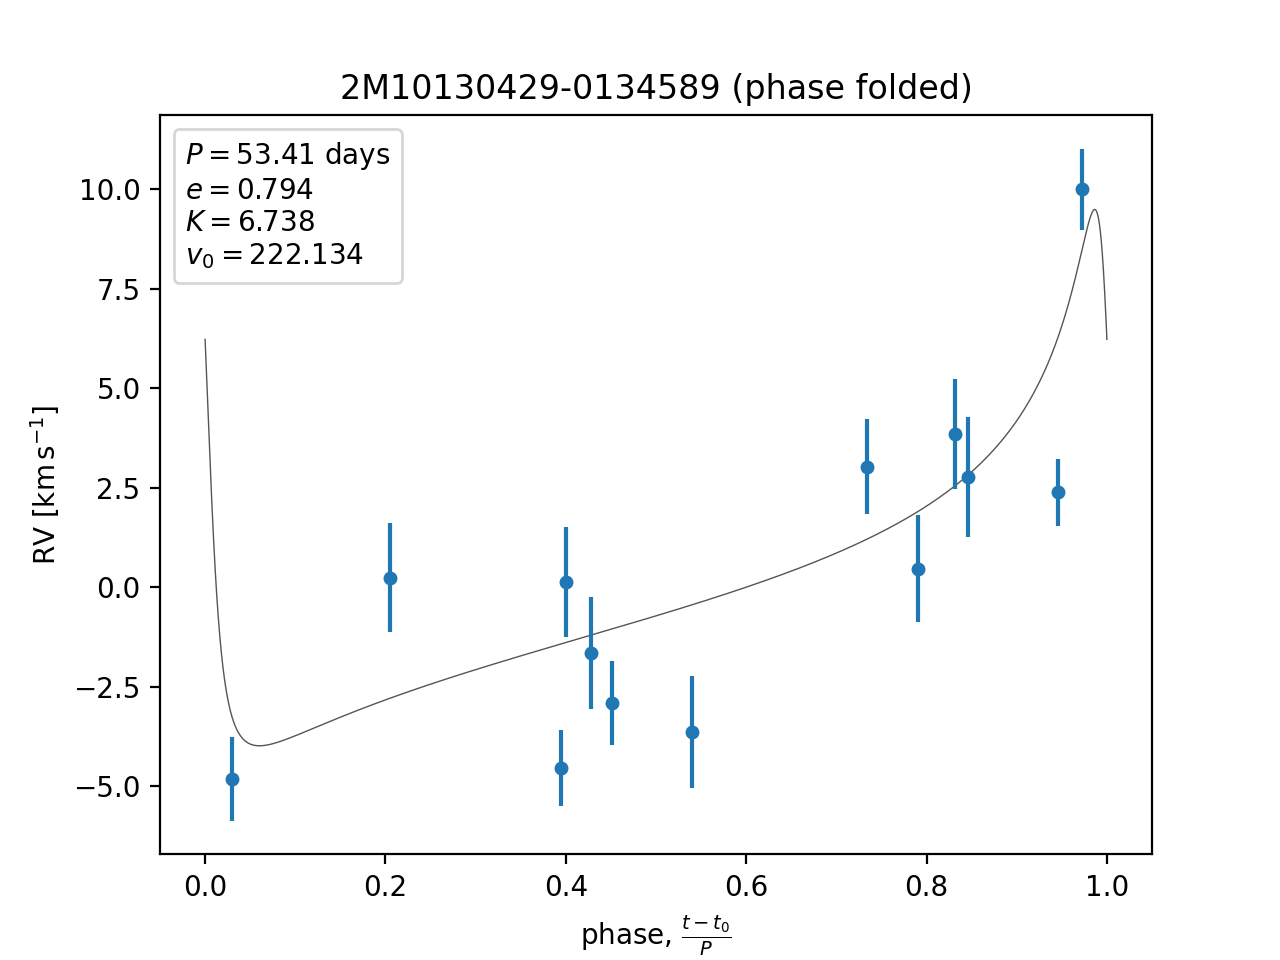 2M10130429-0134589 (phase folded)
P = 53.41 days
e = 0.794
K = 6.738
v₀ = 222.134
10.0
7.5
5.0
2.5
0.0
−2.5
−5.0
RV [km s⁻¹]
0.0 0.2 0.4 0.6 0.8 1.0
phase, (t − t₀)/P